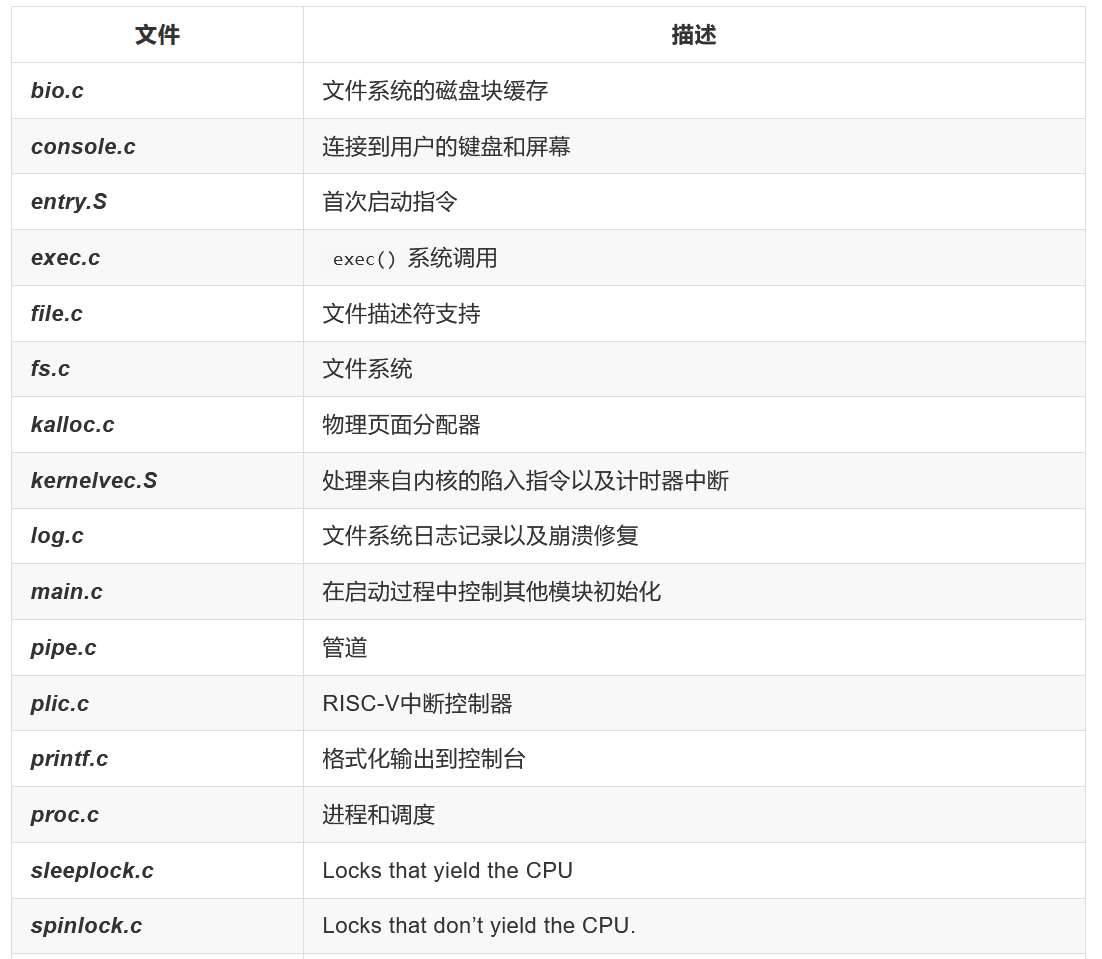 文件 描述
bio.c 文件系统的磁盘块缓存
console.c 连接到用户的键盘和屏幕
entry.S 首次启动指令
exec.c exec() 系统调用
file.c 文件描述符支持
fs.c 文件系统
kalloc.c 物理页面分配器
kernelvec.S 处理来自内核的陷入指令以及计时器中断
log.c 文件系统日志记录以及崩溃修复
main.c 在启动过程中控制其他模块初始化
pipe.c 管道
plic.c RISC-V中断控制器
printf.c 格式化输出到控制台
proc.c 进程和调度
sleeplock.c Locks that yield the CPU
spinlock.c Locks that don’t yield the CPU.